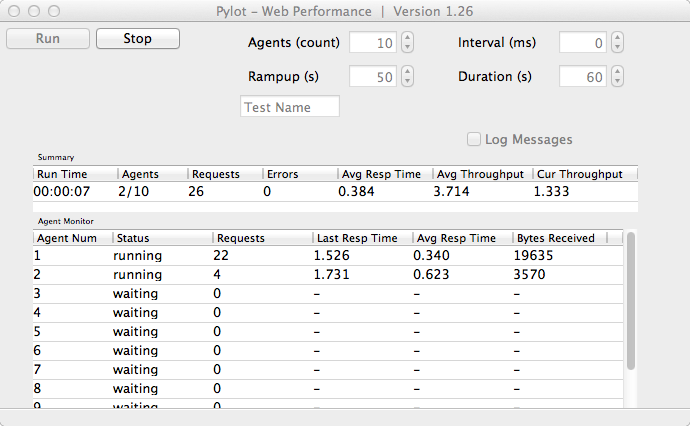 Pylot – Web Performance | Version 1.26
Run Stop Agents (count) 10 Interval (ms) 0
Rampup (s) 50 Duration (s) 60
Test Name
Log Messages
Summary
Run Time Agents Requests Errors Avg Resp Time Avg Throughput Cur Throughput
00:00:07 2/10 26 0 0.384 3.714 1.333
Agent Monitor
Agent Num Status Requests Last Resp Time Avg Resp Time Bytes Received
1 running 22 1.526 0.340 19635
2 running 4 1.731 0.623 3570
3 waiting 0 – – –
4 waiting 0 – – –
5 waiting 0 – – –
6 waiting 0 – – –
7 waiting 0 – – –
8 waiting 0 – – –
9 waiting 0 – – –